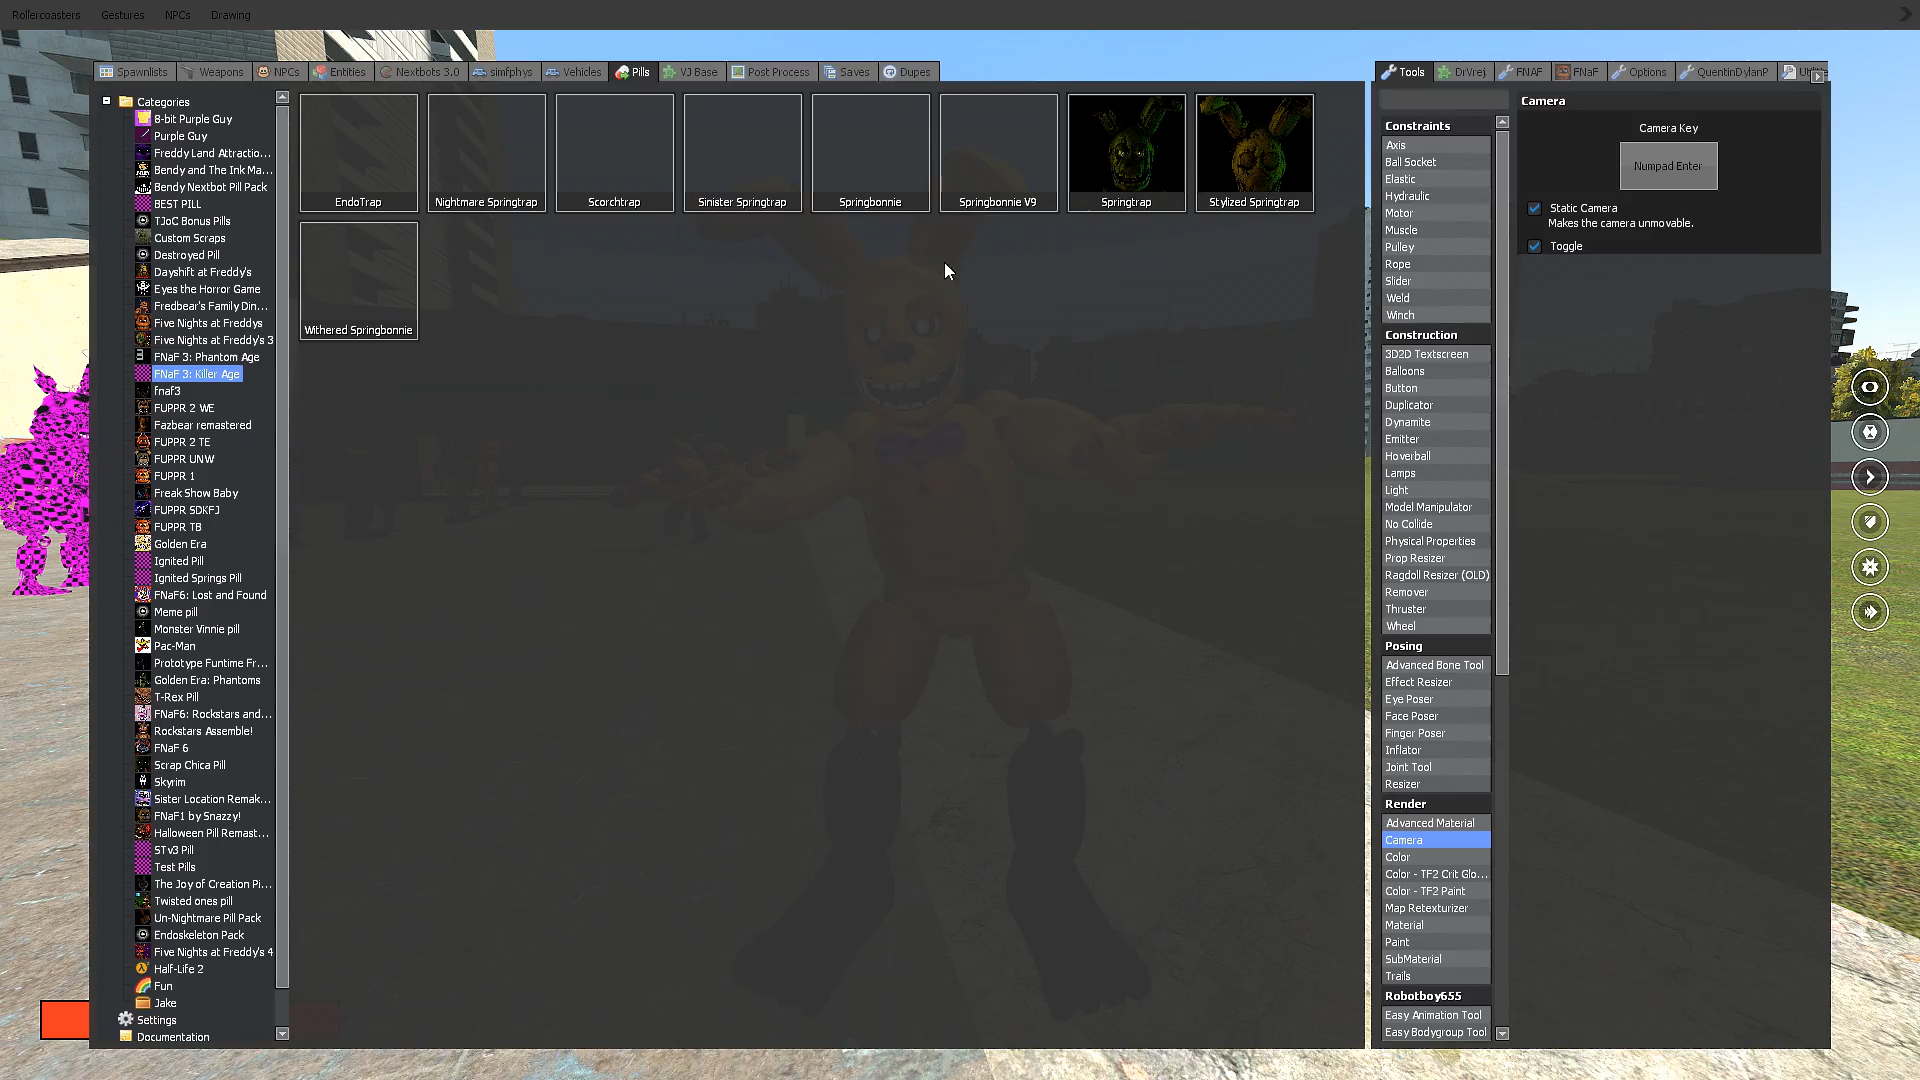 Rollercoasters Gestures NPCs Drawing
Spawnlists Weapons NPCs Entities Nextbots 3.0 simfphys Vehicles Pills VJ Base Post Process Saves Dupes
Tools DrVrej FNAF FNaF Options QuentinDylanP
Categories
8-bit Purple Guy
Purple Guy
Freddy Land Attractio...
Bendy and The Ink Ma...
Bendy Nextbot Pill Pack
BEST PILL
TJoC Bonus Pills
Custom Scraps
Destroyed Pill
Dayshift at Freddy's
Eyes the Horror Game
Fredbear's Family Din...
Five Nights at Freddys
Five Nights at Freddy's 3
FNaF 3: Phantom Age
FNaF 3: Killer Age
fnaf3
FUPPR 2 WE
Fazbear remastered
FUPPR 2 TE
FUPPR UNW
FUPPR 1
Freak Show Baby
FUPPR SDKFJ
FUPPR TB
Golden Era
Ignited Pill
Ignited Springs Pill
FNaF6: Lost and Found
Meme pill
Monster Vinnie pill
Pac-Man
Prototype Funtime Fr...
Golden Era: Phantoms
T-Rex Pill
FNaF6: Rockstars and...
Rockstars Assemble!
FNaF 6
Scrap Chica Pill
Skyrim
Sister Location Remak...
FNaF1 by Snazzy!
Halloween Pill Remast...
STv3 Pill
Test Pills
The Joy of Creation Pi...
Twisted ones pill
Un-Nightmare Pill Pack
Endoskeleton Pack
Five Nights at Freddy's 4
Half-Life 2
Fun
Jake
Settings
Documentation
EndoTrap Nightmare Springtrap Scorchtrap Sinister Springtrap Springbonnie Springbonnie V9 Springtrap Stylized Springtrap
Withered Springbonnie
Constraints
Axis
Ball Socket
Elastic
Hydraulic
Motor
Muscle
Pulley
Rope
Slider
Weld
Winch
Construction
3D2D Textscreen
Balloons
Button
Duplicator
Dynamite
Emitter
Hoverball
Lamps
Light
Model Manipulator
No Collide
Physical Properties
Prop Resizer
Ragdoll Resizer (OLD)
Remover
Thruster
Wheel
Posing
Advanced Bone Tool
Effect Resizer
Eye Poser
Face Poser
Finger Poser
Inflator
Joint Tool
Resizer
Render
Advanced Material
Camera
Color
Color - TF2 Crit Glo...
Color - TF2 Paint
Map Retexturizer
Material
Paint
SubMaterial
Trails
Robotboy655
Easy Animation Tool
Easy Bodygroup Tool
Camera
Camera Key
Numpad Enter
Static Camera
Makes the camera unmovable.
Toggle